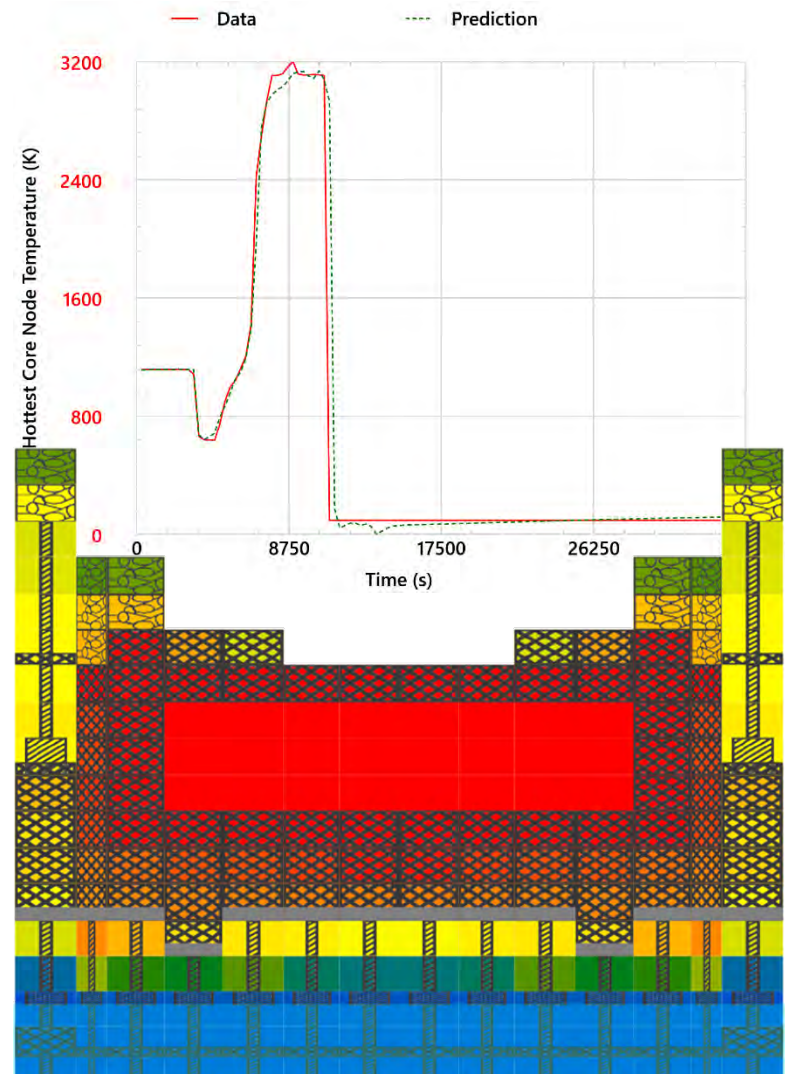 Data
Prediction
Hottest Core Node Temperature (K)
3200
2400
1600
800
0
0
8750
17500
26250
Time (s)